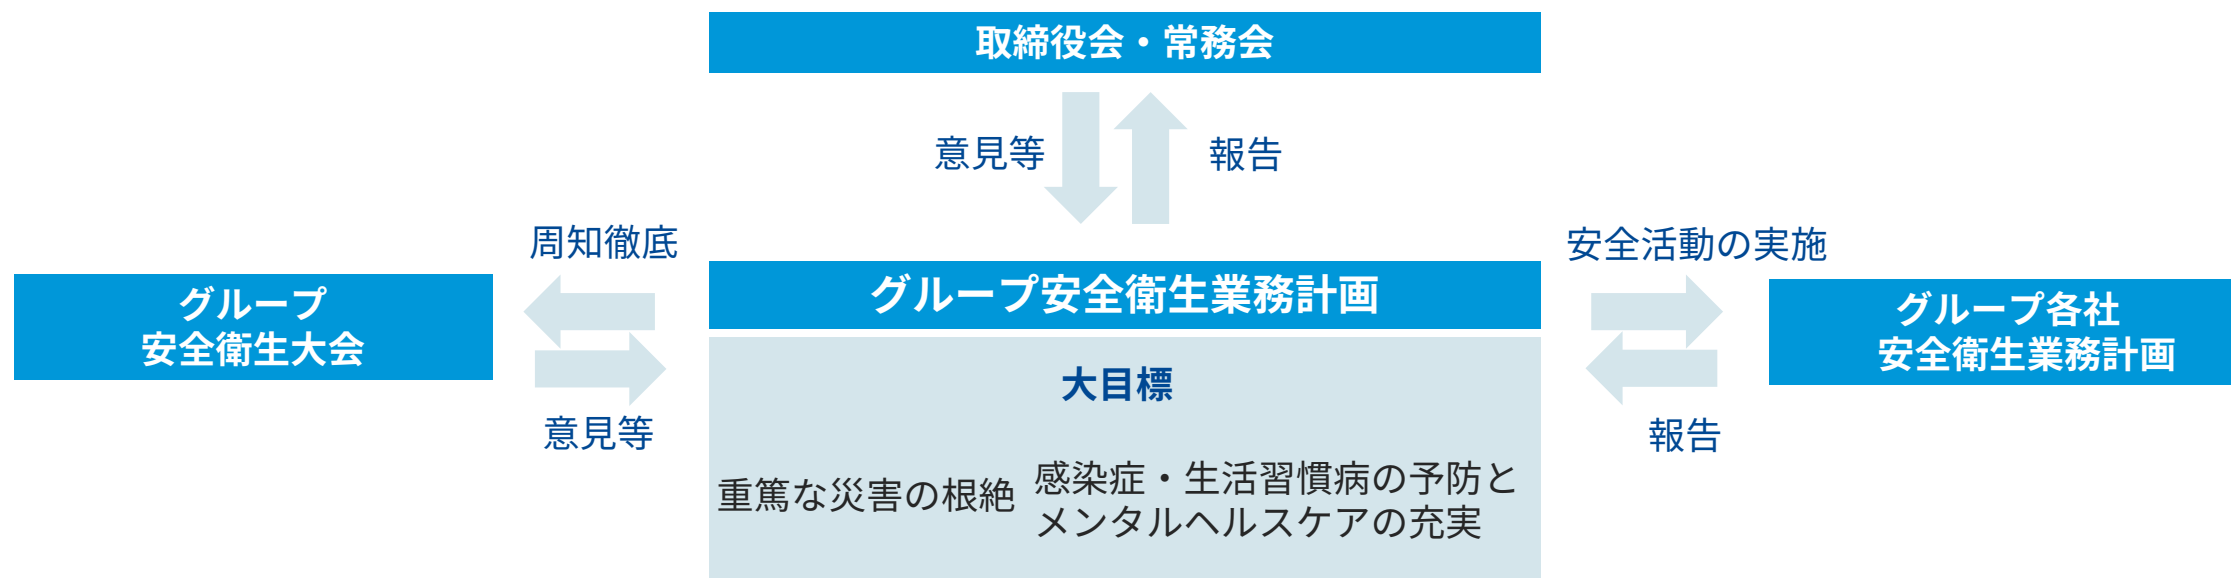 取締役会・常務会
意見等
報告
周知徹底
安全活動の実施
グループ
安全衛生大会
グループ安全衛生業務計画
グループ各社
安全衛生業務計画
意見等
報告
大目標
重篤な災害の根絶
感染症・生活習慣病の予防と
メンタルヘルスケアの充実